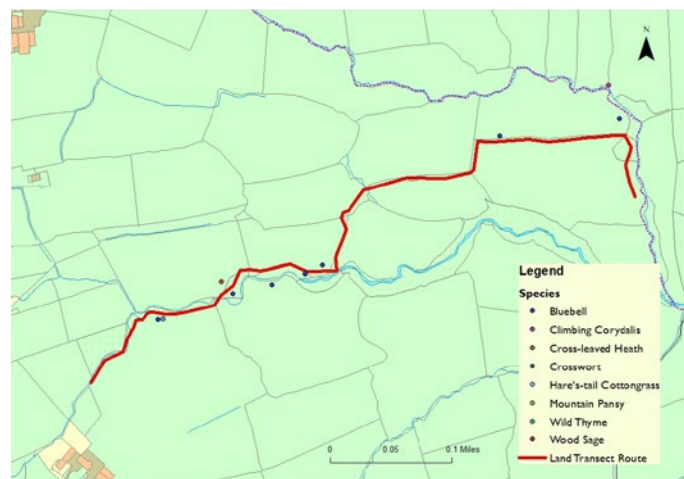 N
Legend
Species
Bluebell
Climbing Corydalis
Cross-leaved Heath
Crosswort
Hare's-tail Cottongrass
Mountain Pansy
Wild Thyme
Wood Sage
Land Transect Route
0 0.05 0.1 Miles